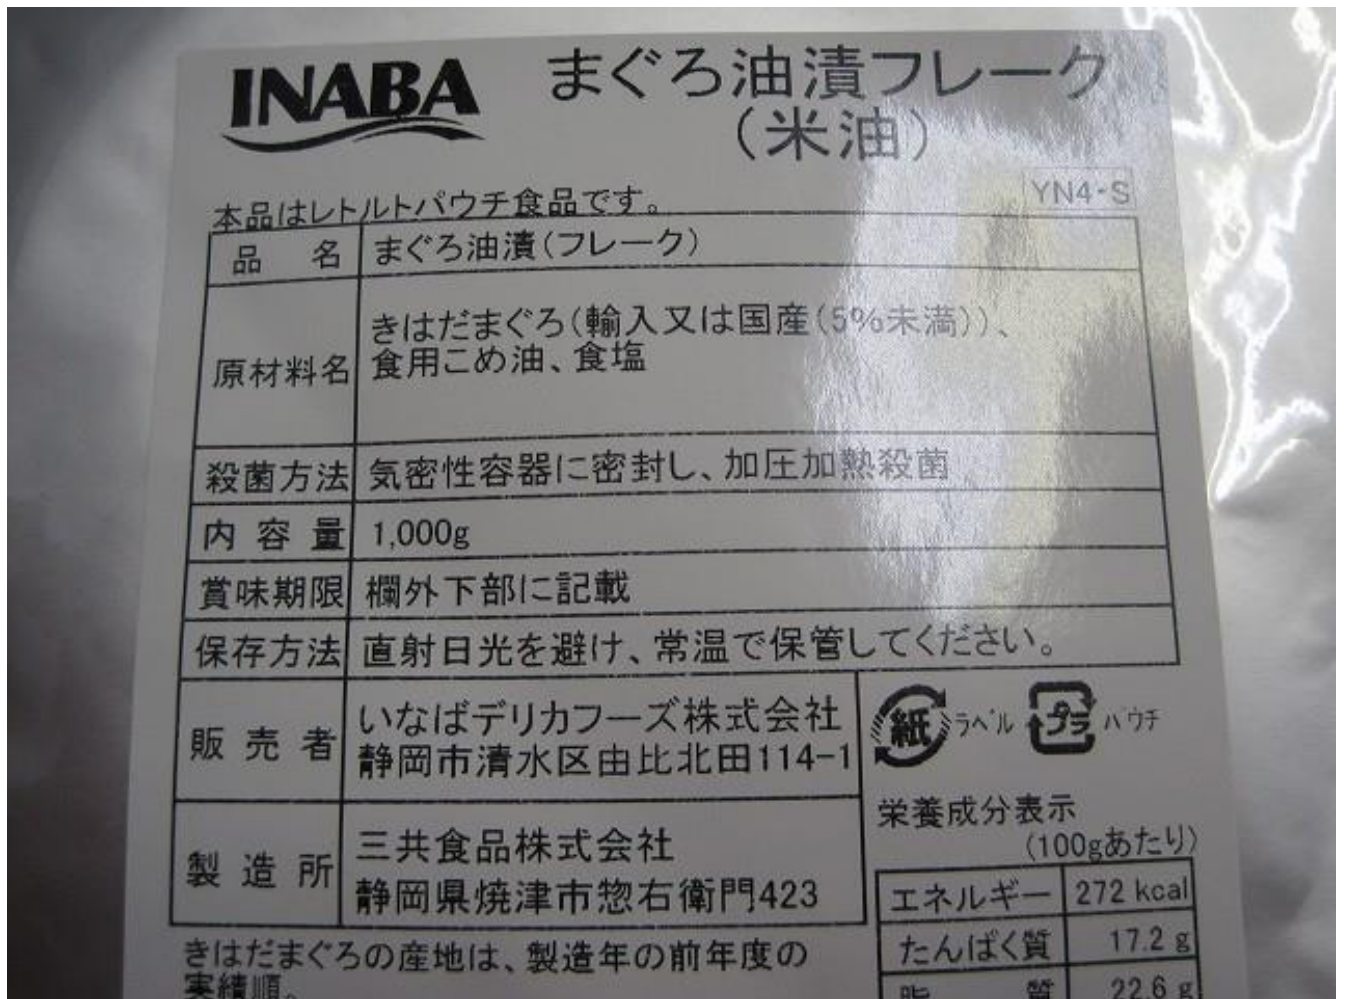 INABA
まぐろ油漬フレーク
(米油)
YN4-S
本品はレトルトパウチ食品です。
品名 まぐろ油漬(フレーク)
原材料名 きはだまぐろ(輸入又は国産(5%未満))、
食用こめ油、食塩
殺菌方法 気密性容器に密封し、加圧加熱殺菌
内容量 1,000g
賞味期限 欄外下部に記載
保存方法 直射日光を避け、常温で保管してください。
販売者 いなばデリカフーズ株式会社
静岡市清水区由比北田114-1
紙 ラベル プラ パウチ
製造所 三共食品株式会社
静岡県焼津市惣右衛門423
栄養成分表示
(100gあたり)
エネルギー 272 kcal
たんぱく質 17.2 g
脂質 22.6 g
きはだまぐろの産地は、製造年の前年度の
実績順。